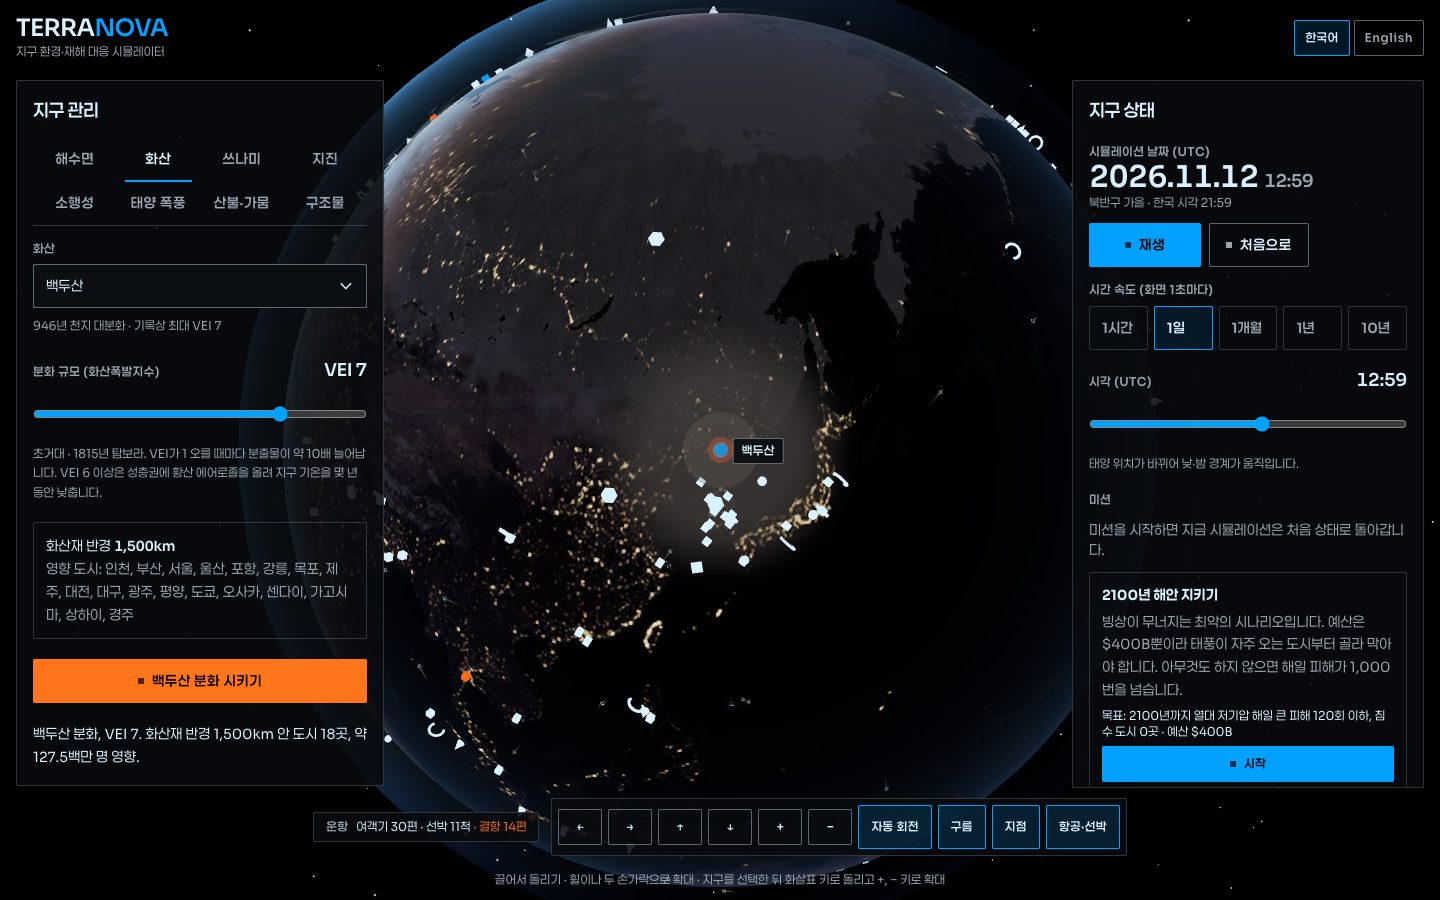 TERRANOVA
지구 환경·재해 대응 시뮬레이터
한국어
English
지구 관리
해수면
화산
쓰나미
지진
소행성
태양 폭풍
산불·가뭄
구조물
화산
백두산
946년 천지 대분화 · 기록상 최대 VEI 7
분화 규모 (화산폭발지수)
VEI 7
초거대 · 1815년 탐보라. VEI가 1 오를 때마다 분출물이 약 10배 늘어납
니다. VEI 6 이상은 성층권에 황산 에어로졸을 올려 지구 기온을 몇 년
동안 낮춥니다.
화산재 반경 1,500km
영향 도시: 인천, 부산, 서울, 울산, 포항, 강릉, 목포, 제
주, 대전, 대구, 광주, 평양, 도쿄, 오사카, 센다이, 가고시
마, 상하이, 경주
백두산 분화 시키기
백두산 분화, VEI 7. 화산재 반경 1,500km 안 도시 18곳, 약
127.5백만 명 영향.
백두산
지구 상태
시뮬레이션 날짜 (UTC)
2026.11.12 12:59
북반구 가을 · 한국 시각 21:59
재생
처음으로
시간 속도 (화면 1초마다)
1시간
1일
1개월
1년
10년
시각 (UTC)
12:59
태양 위치가 바뀌어 낮·밤 경계가 움직입니다.
미션
미션을 시작하면 지금 시뮬레이션은 처음 상태로 돌아갑니
다.
2100년 해안 지키기
빙상이 무너지는 최악의 시나리오입니다. 예산은
$400B뿐이라 태풍이 자주 오는 도시부터 골라 막아
야 합니다. 아무것도 하지 않으면 해일 피해가 1,000
번을 넘습니다.
목표: 2100년까지 열대 저기압 해일 큰 피해 120회 이하, 침
수 도시 0곳 · 예산 $400B
시작
운항 여객기 30편 · 선박 11척 · 결항 14편
← → ↑ ↓ + −
자동 회전
구름
지점
항공·선박
끌어서 돌리기 · 휠이나 두 손가락으로 확대 · 지구를 선택한 뒤 화살표 키로 돌리고 +, − 키로 확대